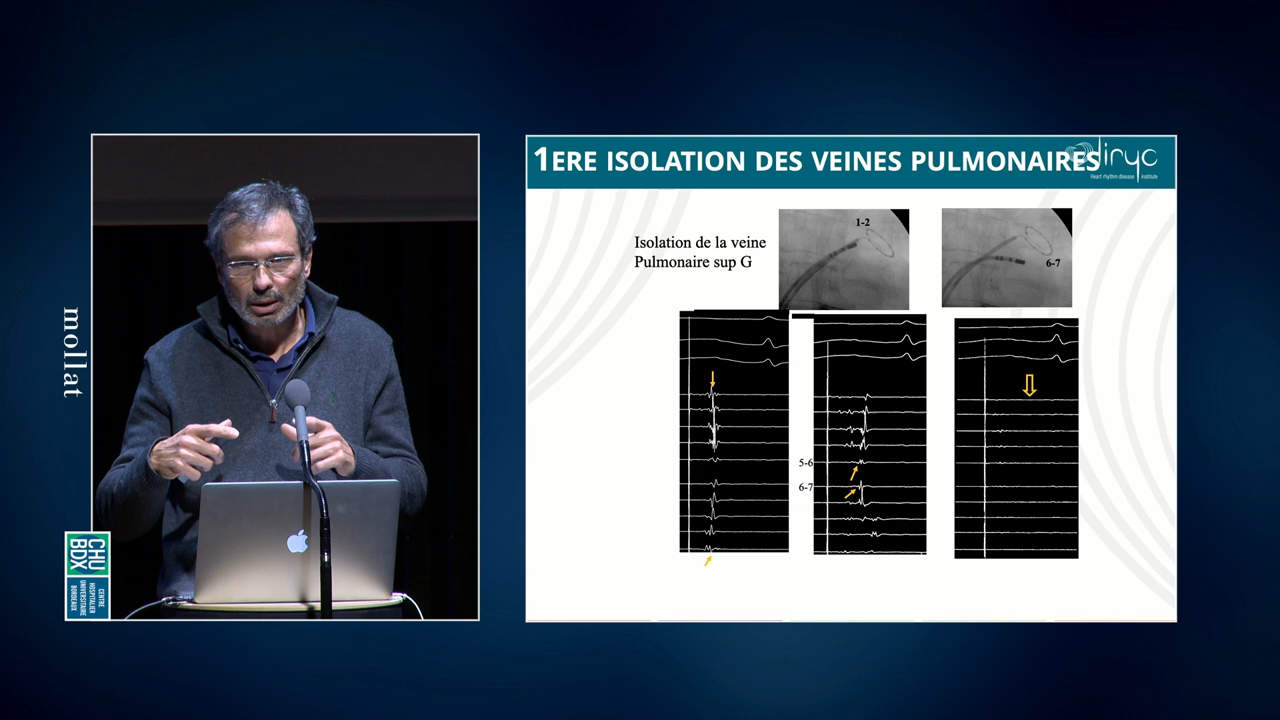 mollat
CHU
BDX
CENTRE
HOSPITALIER
UNIVERSITAIRE
BORDEAUX
1ERE ISOLATION DES VEINES PULMONAIRES
liryc
Heart rhythm disease institute
Isolation de la veine
Pulmonaire sup G
1-2
6-7
5-6
6-7